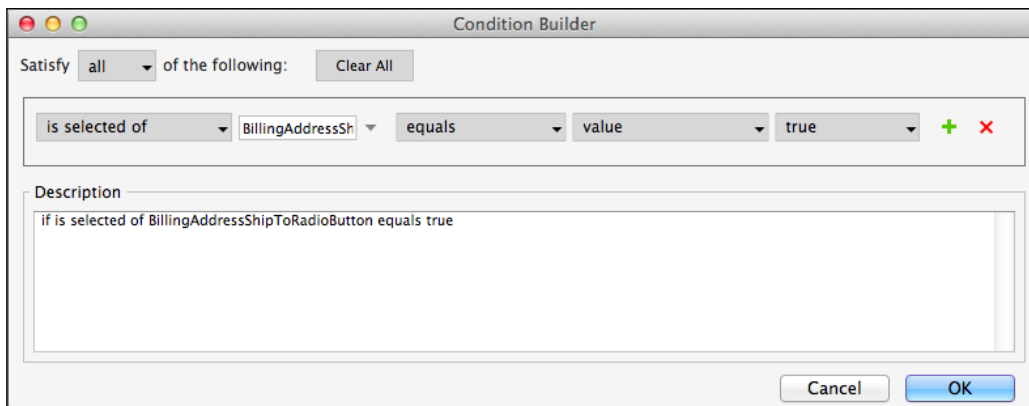 Condition Builder
Satisfy all of the following: Clear All
is selected of BillingAddressSh equals value true
Description
if is selected of BillingAddressShipToRadioButton equals true
Cancel OK